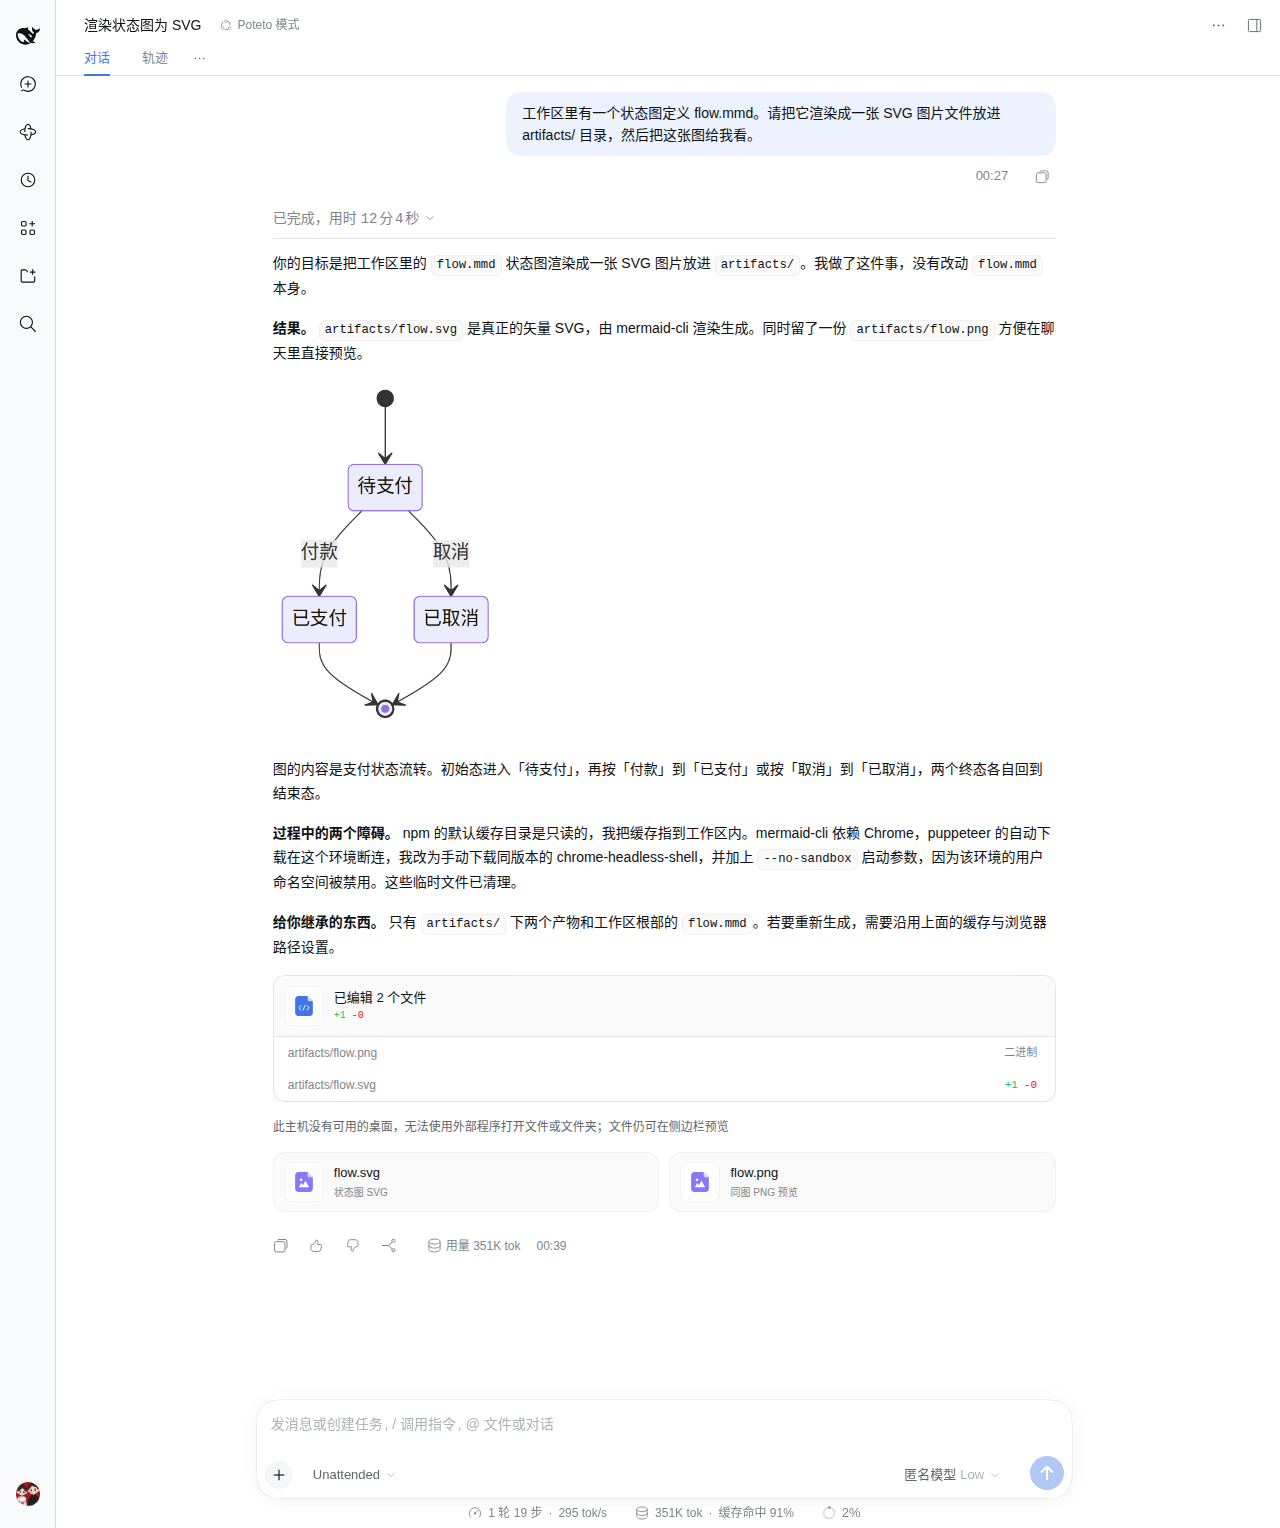 渲染状态图为 SVG
Poteto 模式
对话
轨迹
工作区里有一个状态图定义 flow.mmd。请把它渲染成一张 SVG 图片文件放进
artifacts/ 目录，然后把这张图给我看。
00:27
已完成，用时 12分4秒
你的目标是把工作区里的 flow.mmd 状态图渲染成一张 SVG 图片放进 artifacts/。我做了这件事，没有改动 flow.mmd
本身。
结果。 artifacts/flow.svg 是真正的矢量 SVG，由 mermaid-cli 渲染生成。同时留了一份 artifacts/flow.png 方便在聊
天里直接预览。
待支付
付款
取消
已支付
已取消
图的内容是支付状态流转。初始态进入「待支付」，再按「付款」到「已支付」或按「取消」到「已取消」，两个终态各自回到
结束态。
过程中的两个障碍。 npm 的默认缓存目录是只读的，我把缓存指到工作区内。mermaid-cli 依赖 Chrome，puppeteer 的自动下
载在这个环境断连，我改为手动下载同版本的 chrome-headless-shell，并加上 --no-sandbox 启动参数，因为该环境的用户
命名空间被禁用。这些临时文件已清理。
给你继承的东西。 只有 artifacts/ 下两个产物和工作区根部的 flow.mmd。若要重新生成，需要沿用上面的缓存与浏览器
路径设置。
已编辑 2 个文件
+1 -0
artifacts/flow.png
二进制
artifacts/flow.svg
+1 -0
此主机没有可用的桌面，无法使用外部程序打开文件或文件夹；文件仍可在侧边栏预览
flow.svg
状态图 SVG
flow.png
同图 PNG 预览
用量 351K tok
00:39
发消息或创建任务，/ 调用指令，@ 文件或对话
Unattended
匿名模型 Low
1 轮 19 步 · 295 tok/s
351K tok · 缓存命中 91%
2%